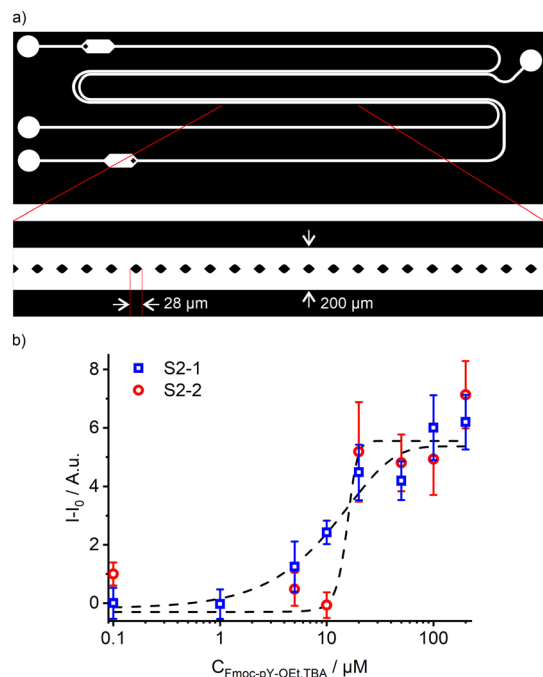 a)
28 µm
200 µm
b)
S2-1
S2-2
I-I₀ / A.u.
8
6
4
2
0
0.1
1
10
100
C_Fmoc-pY-OEt.TBA / µM